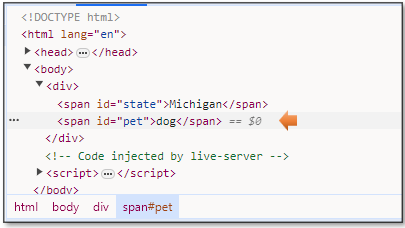 <!DOCTYPE html>
<html lang="en">
<head> ... </head>
<body>
<div>
<span id="state">Michigan</span>
... <span id="pet">dog</span> == $0
</div>
<!-- Code injected by live-server -->
<script> ... </script>
</body>
html body div span#pet